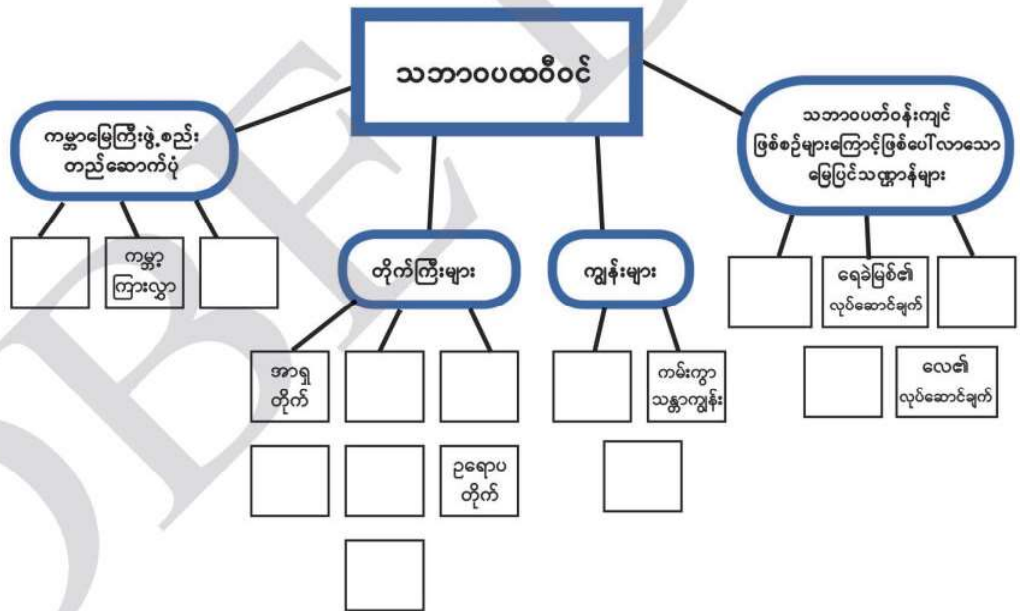 သဘာဝပထဝီဝင်
ကမ္ဘာမြေကြီးဖွဲ့စည်း
တည်ဆောက်ပုံ
သဘာဝပတ်ဝန်းကျင်
ဖြစ်စဉ်များကြောင့်ဖြစ်ပေါ်လာသော
မြေပြင်သဏ္ဌာန်များ
ကမ္ဘာ့
ကြားလွှာ
တိုက်ကြီးများ
ကျွန်းများ
ရေခဲမြစ်၏
လုပ်ဆောင်ချက်
အာရှ
တိုက်
ကမ်းကွာ
သန္တာကျွန်း
လေ၏
လုပ်ဆောင်ချက်
ဥရောပ
တိုက်